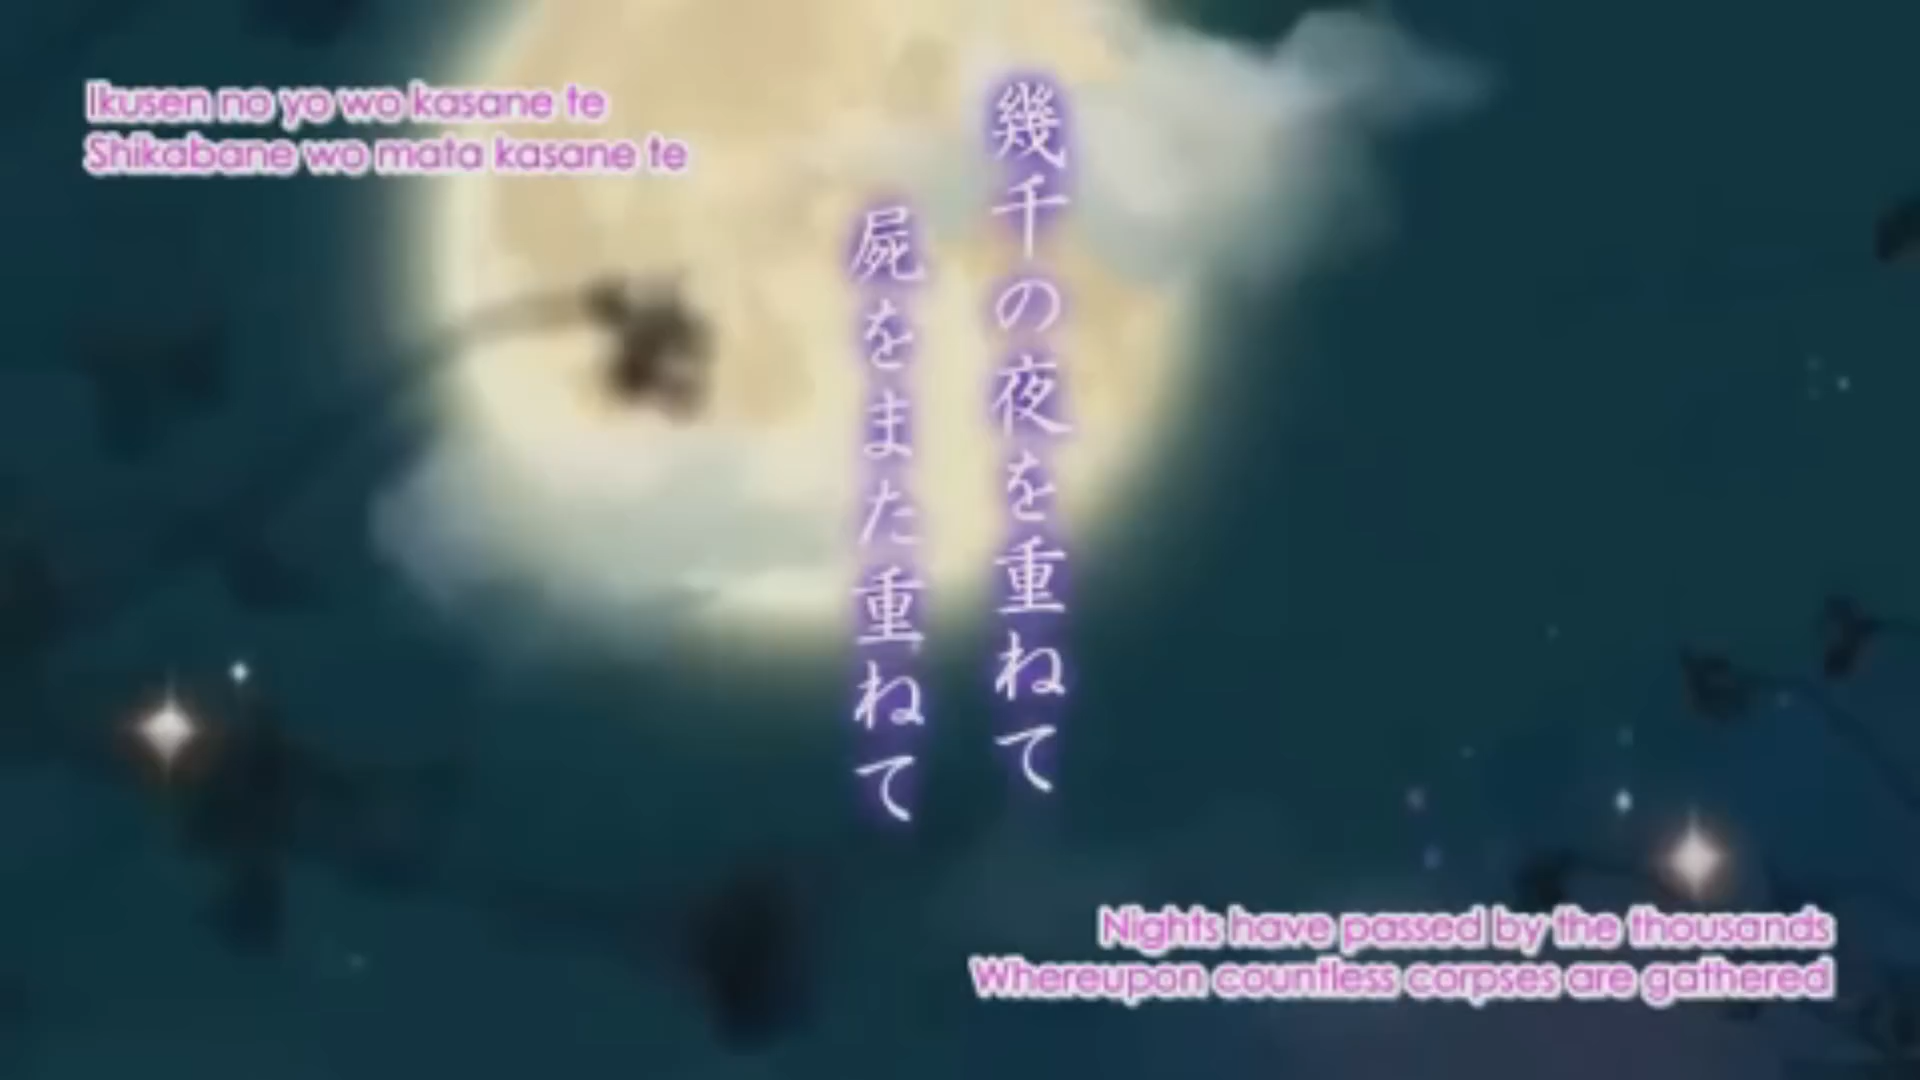 Ikusen no yo wo kasane te
Shikabane wo mata kasane te
幾千の夜を重ねて
屍をまた重ねて
Nights have passed by the thousands
Whereupon countless corpses are gathered